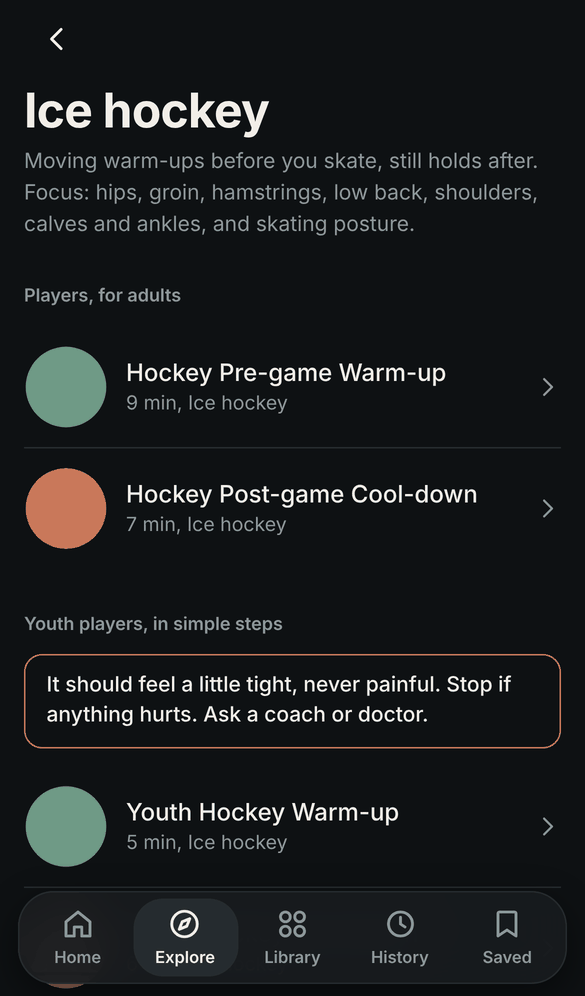 Ice hockey
Moving warm-ups before you skate, still holds after.
Focus: hips, groin, hamstrings, low back, shoulders,
calves and ankles, and skating posture.
Players, for adults
Hockey Pre-game Warm-up
9 min, Ice hockey
Hockey Post-game Cool-down
7 min, Ice hockey
Youth players, in simple steps
It should feel a little tight, never painful. Stop if
anything hurts. Ask a coach or doctor.
Youth Hockey Warm-up
5 min, Ice hockey
Home Explore Library History Saved